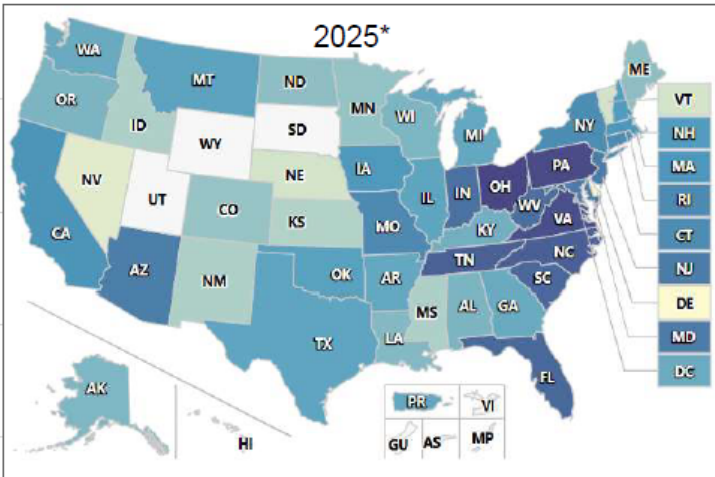 2025*
WA
MT
ND
MN
ME
OR
ID
SD
WI
MI
NY
VT
WY
NH
NV
NE
IA
PA
MA
UT
CO
IL
IN
OH
WV
VA
RI
CA
KS
MO
KY
CT
AZ
NM
OK
AR
TN
NC
NJ
SC
DE
MS
AL
GA
MD
TX
LA
DC
FL
AK
HI
PR
VI
GU
AS
MP